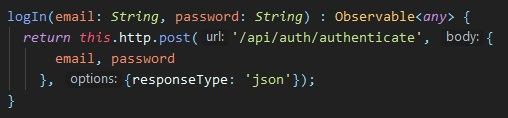 logIn(email: String, password: String) : Observable<any> {
return this.http.post( url: '/api/auth/authenticate', body: {
email, password
}, options: {responseType: 'json'});
}